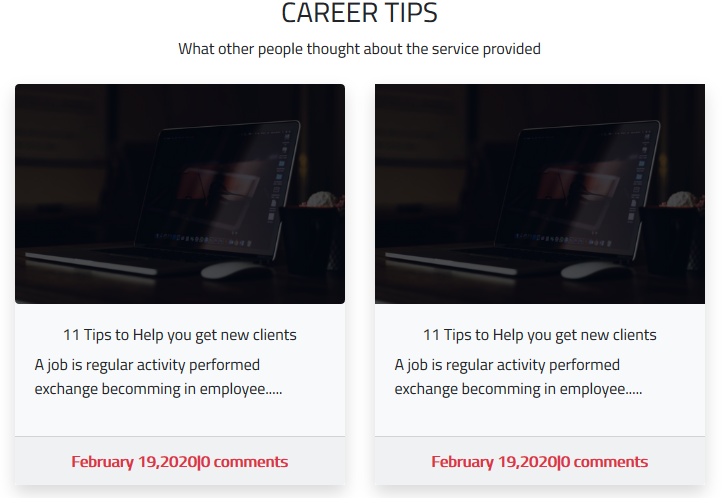 CAREER TIPS
What other people thought about the service provided
11 Tips to Help you get new clients
A job is regular activity performed
exchange becomming in employee.....
February 19,2020|0 comments
11 Tips to Help you get new clients
A job is regular activity performed
exchange becomming in employee.....
February 19,2020|0 comments